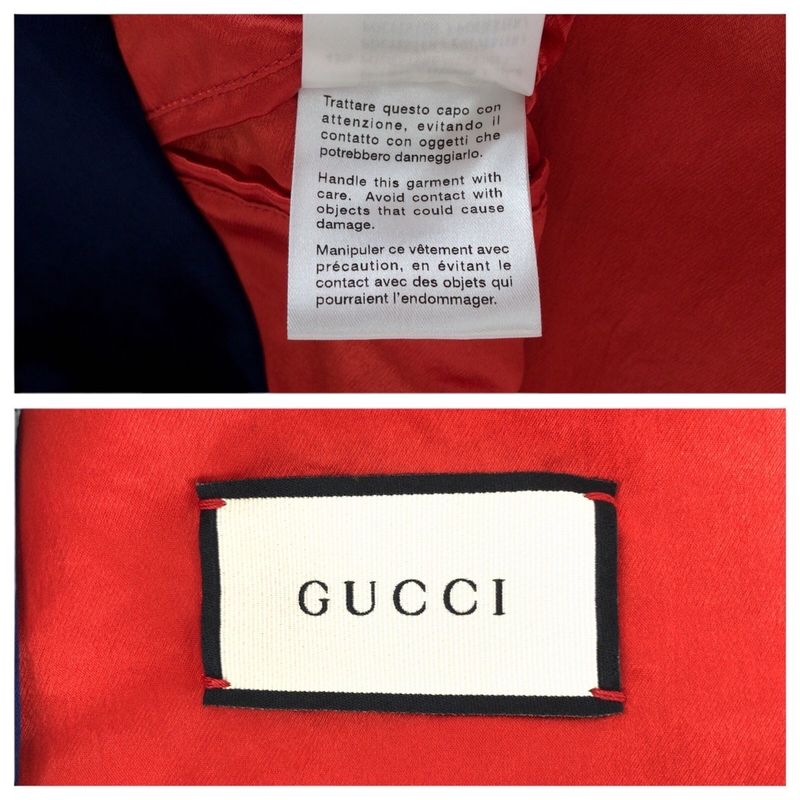 Trattare questo capo con
attenzione, evitando il
contatto con oggetti che
potrebbero danneggiarlo.
Handle this garment with
care. Avoid contact with
objects that could cause
damage.
Manipuler ce vêtement avec
précaution, en évitant le
contact avec des objets qui
pourraient l'endommager.
GUCCI